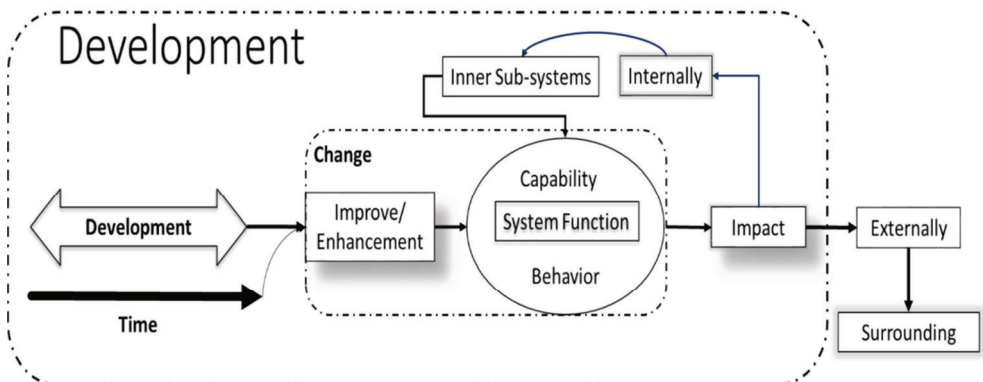 Development
Inner Sub-systems
Internally
Change
Capability
Improve/
Enhancement
System Function
Development
Impact
Externally
Behavior
Time
Surrounding